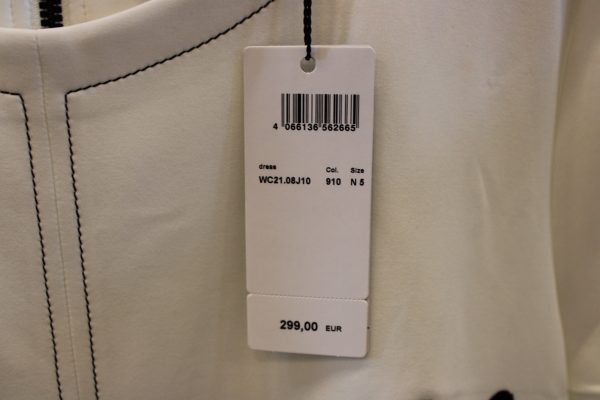 4 066136 562665
dress Col. Size
WC21.08J10 910 N 5
299,00 EUR